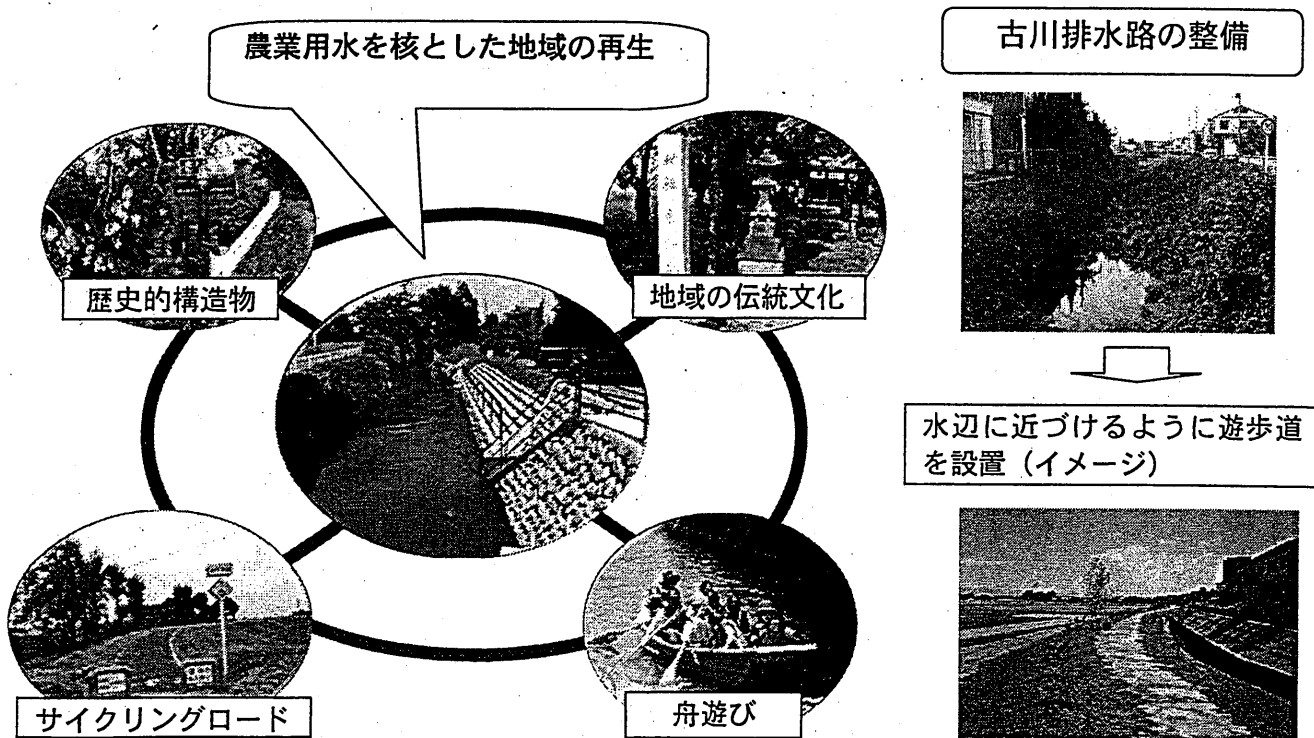 農業用水を核とした地域の再生
歴史的構造物
地域の伝統文化
サイクリングロード
舟遊び
古川排水路の整備
水辺に近づけるように遊歩道
を設置（イメージ）